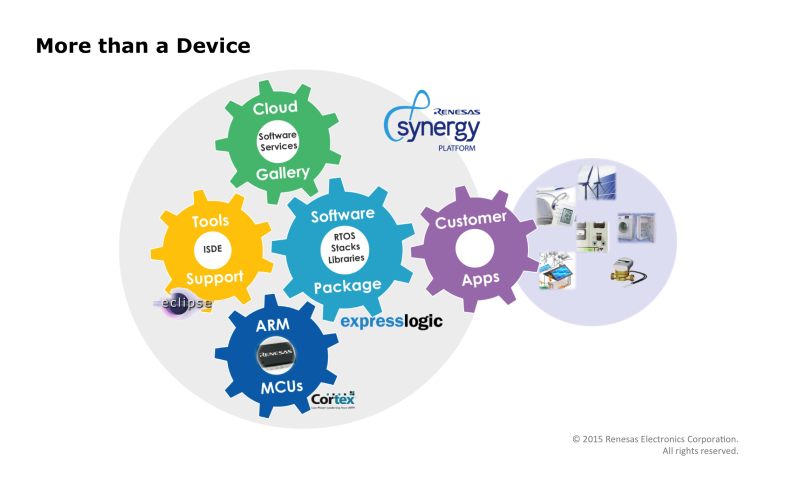 More than a Device
Cloud
Software
Services
Gallery
RENESAS
synergy
PLATFORM
Tools
ISDE
Support
eclipse
Software
RTOS
Stacks
Libraries
Package
Customer
Apps
expresslogic
ARM
RENESAS
MCUs
Cortex
© 2015 Renesas Electronics Corporation.
All rights reserved.